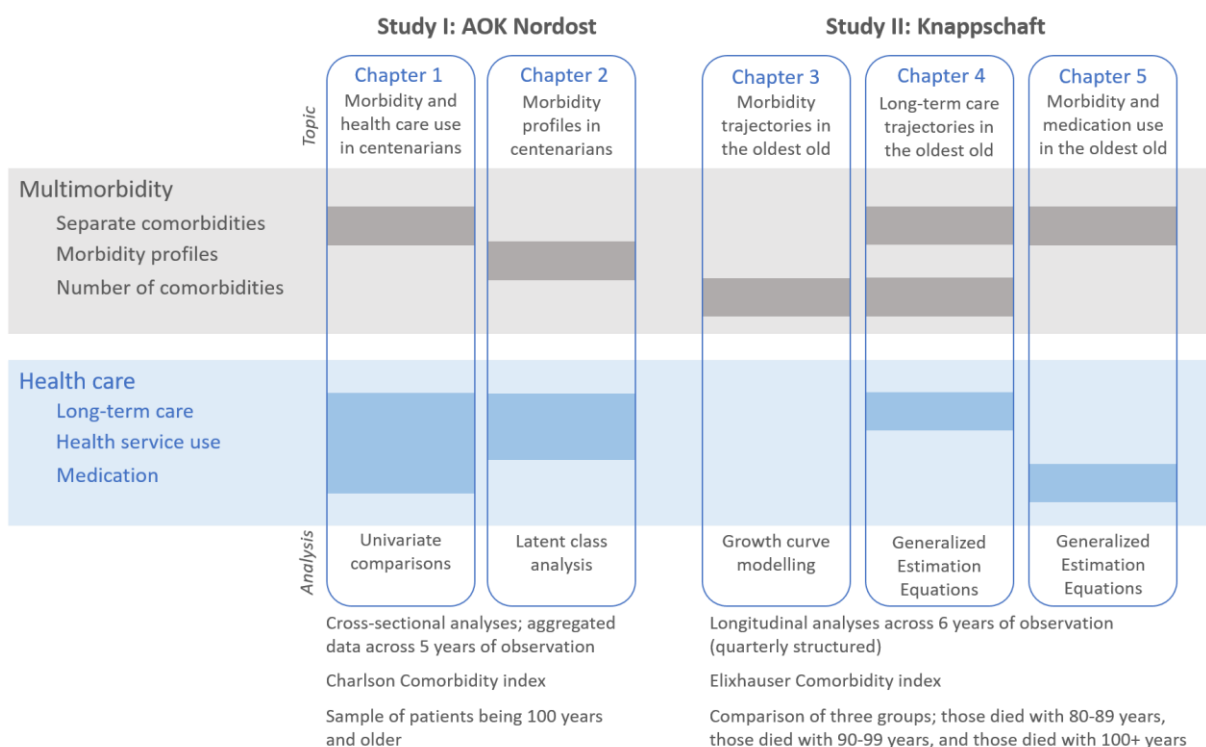 Study I: AOK Nordost
Study II: Knappschaft
Topic
Chapter 1
Morbidity and
health care use
in centenarians
Chapter 2
Morbidity
profiles in
centenarians
Chapter 3
Morbidity
trajectories in
the oldest old
Chapter 4
Long-term care
trajectories in
the oldest old
Chapter 5
Morbidity and
medication use
in the oldest old
Multimorbidity
Separate comorbidities
Morbidity profiles
Number of comorbidities
Health care
Long-term care
Health service use
Medication
Analysis
Univariate
comparisons
Latent class
analysis
Growth curve
modelling
Generalized
Estimation
Equations
Generalized
Estimation
Equations
Cross-sectional analyses; aggregated
data across 5 years of observation
Charlson Comorbidity index
Sample of patients being 100 years
and older
Longitudinal analyses across 6 years of observation
(quarterly structured)
Elixhauser Comorbidity index
Comparison of three groups; those died with 80-89 years,
those died with 90-99 years, and those died with 100+ years